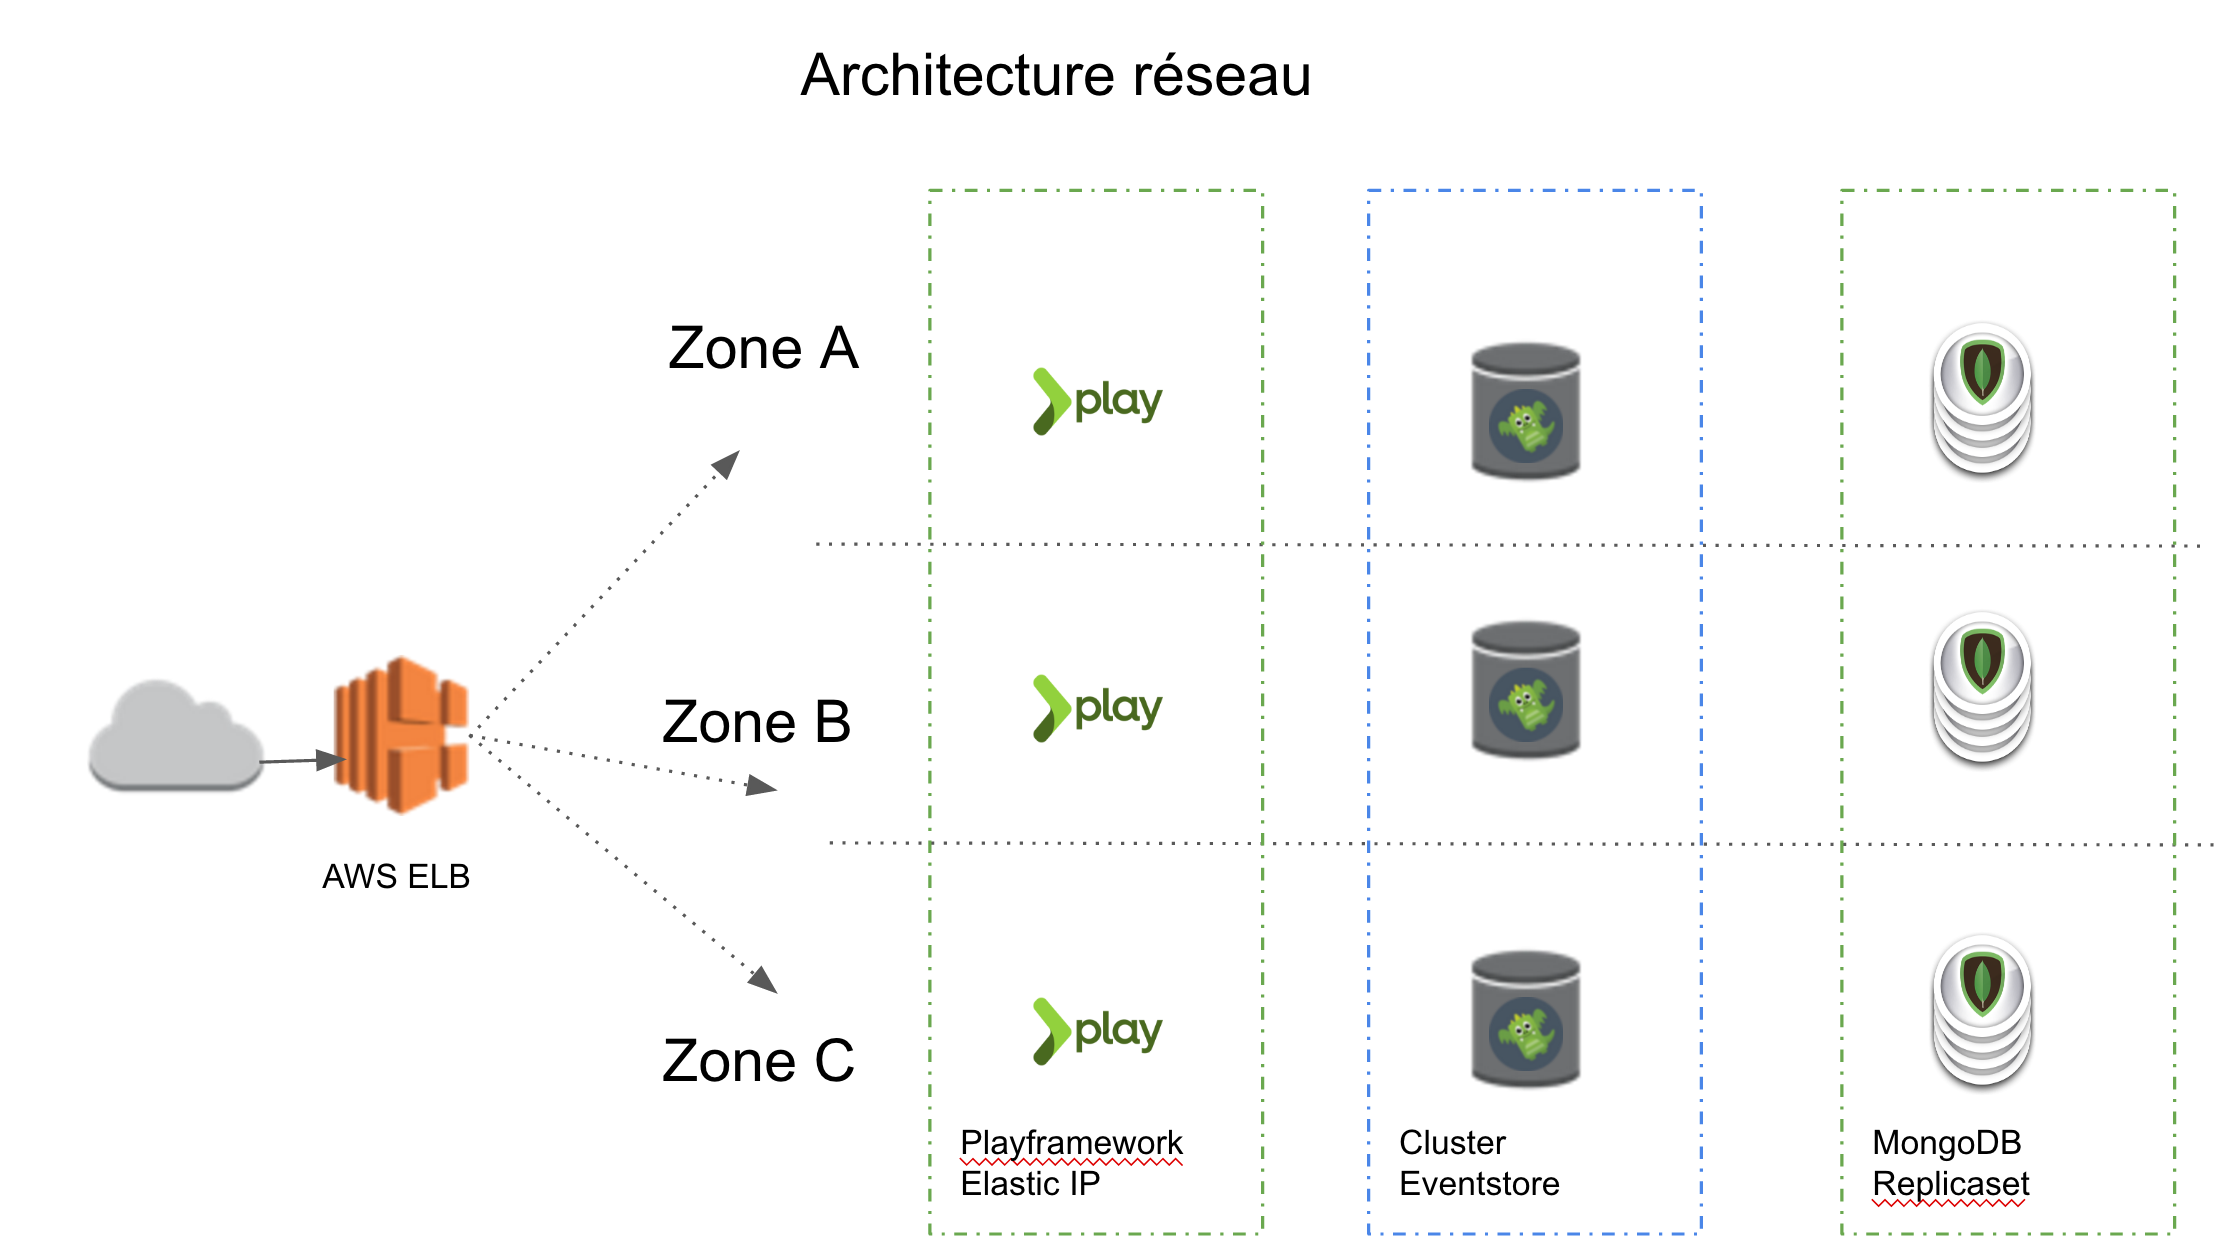 Architecture réseau
Zone A
play
Zone B
play
AWS ELB
Zone C
play
Playframework
Elastic IP
Cluster
Eventstore
MongoDB
Replicaset